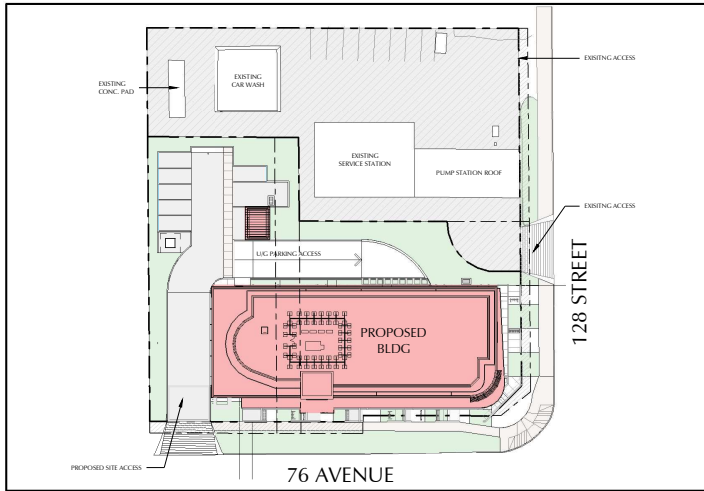 EXISITNG ACCESS
EXISTING
CONC. PAD
EXISTING
CAR WASH
EXISTING
SERVICE STATION
PUMP STATION ROOF
EXISITNG ACCESS
U/G PARKING ACCESS
128 STREET
PROPOSED
BLDG
PROPOSED SITE ACCESS
76 AVENUE